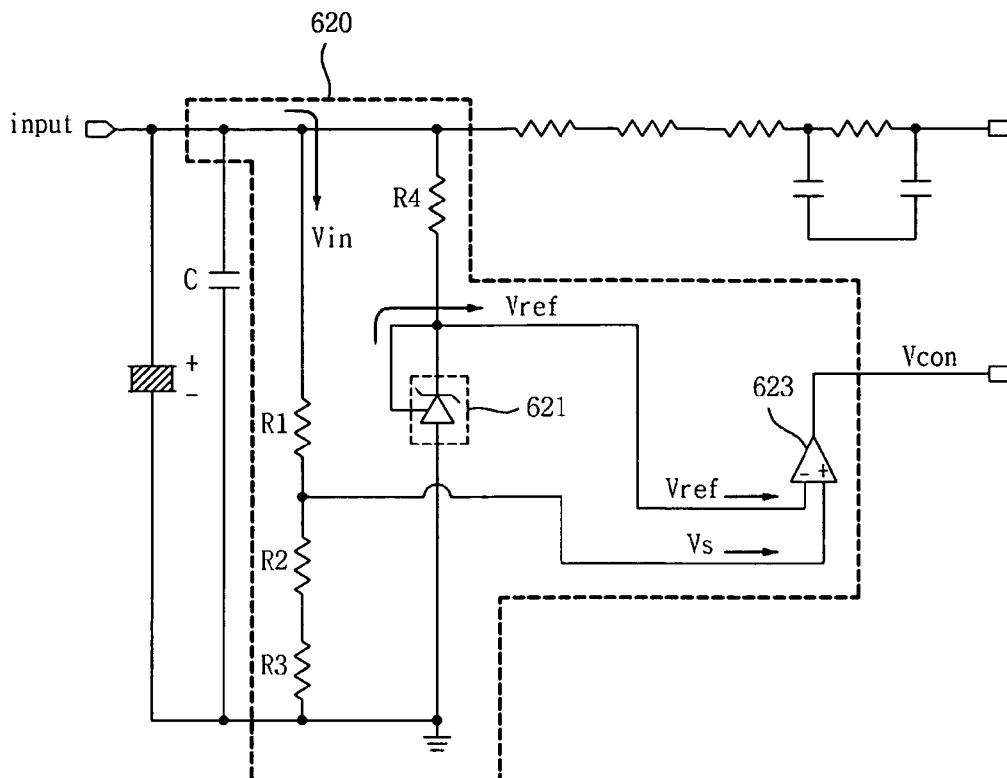 620
input
R4
Vin
C
Vref
+
-
Vcon
621
623
R1
- +
Vref
Vs
R2
R3